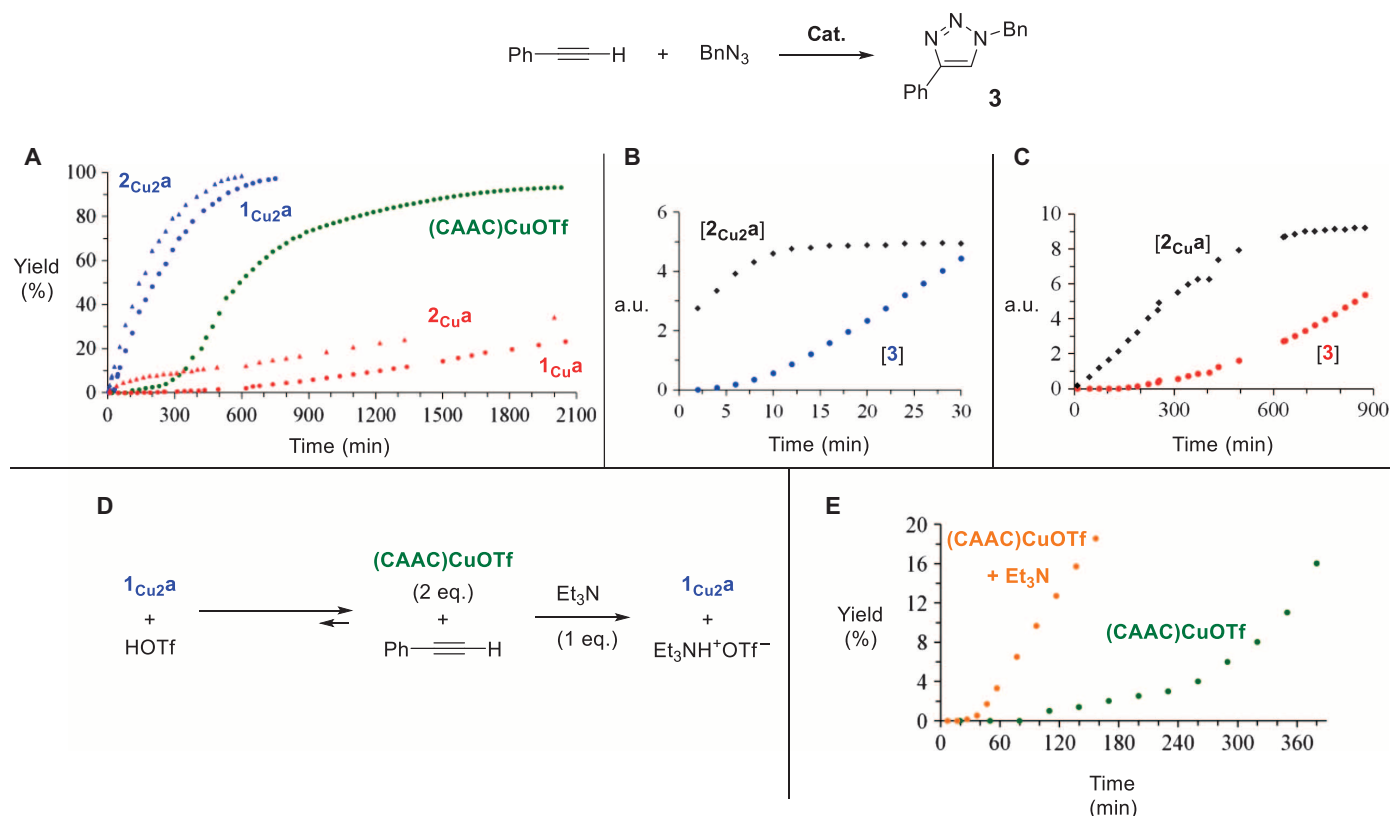 Ph H + BnN3 Cat. N N N Bn Ph 3
A
100
80
60
40
20
0
Yield
(%)
2Cu2a
1Cu2a
(CAAC)CuOTf
2Cua
1Cua
0 300 600 900 1200 1500 1800 2100
Time (min)
B
6
4
2
0
a.u.
[2Cu2a]
[3]
0 5 10 15 20 25 30
Time (min)
C
10
8
6
4
2
0
a.u.
[2Cua]
[3]
0 300 600 900
Time (min)
D
1Cu2a
+
HOTf
(CAAC)CuOTf
(2 eq.)
+
Ph H
Et3N
(1 eq.)
1Cu2a
+
Et3NH+OTf−
E
20
16
12
8
4
0
Yield
(%)
(CAAC)CuOTf
+ Et3N
(CAAC)CuOTf
0 60 120 180 240 300 360
Time
(min)